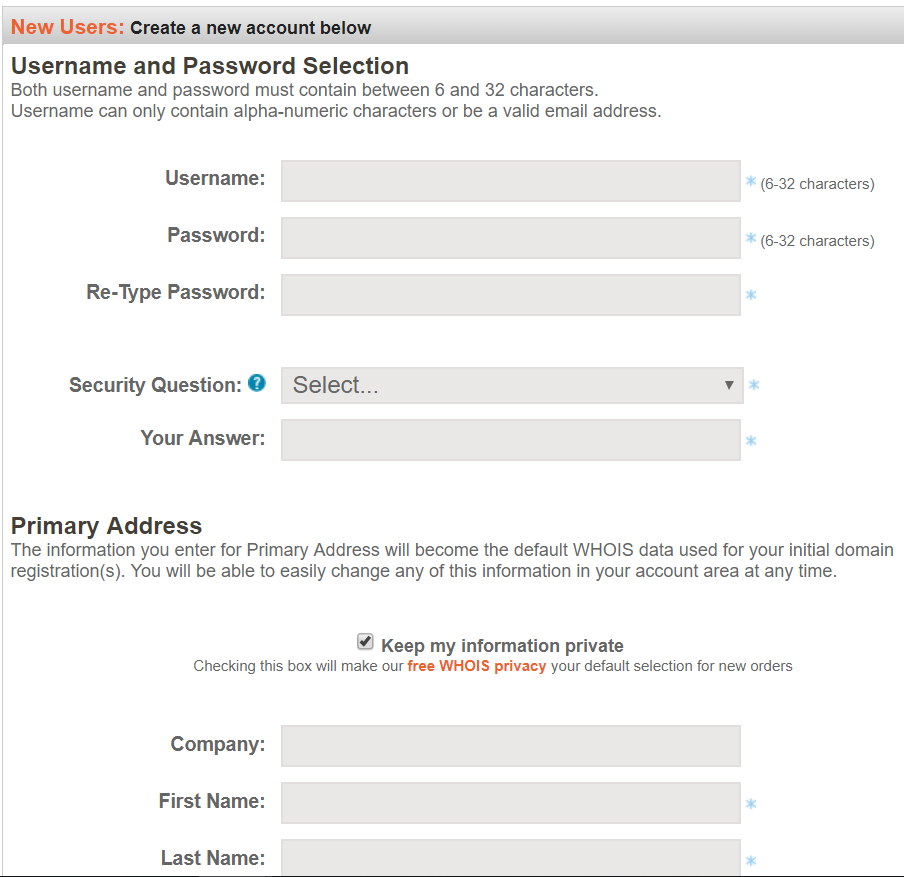 New Users: Create a new account below
Username and Password Selection
Both username and password must contain between 6 and 32 characters.
Username can only contain alpha-numeric characters or be a valid email address.
Username: * (6-32 characters)
Password: * (6-32 characters)
Re-Type Password: *
Security Question: ? Select... ▼ *
Your Answer: *
Primary Address
The information you enter for Primary Address will become the default WHOIS data used for your initial domain
registration(s). You will be able to easily change any of this information in your account area at any time.
Keep my information private
Checking this box will make our free WHOIS privacy your default selection for new orders
Company:
First Name: *
Last Name: *